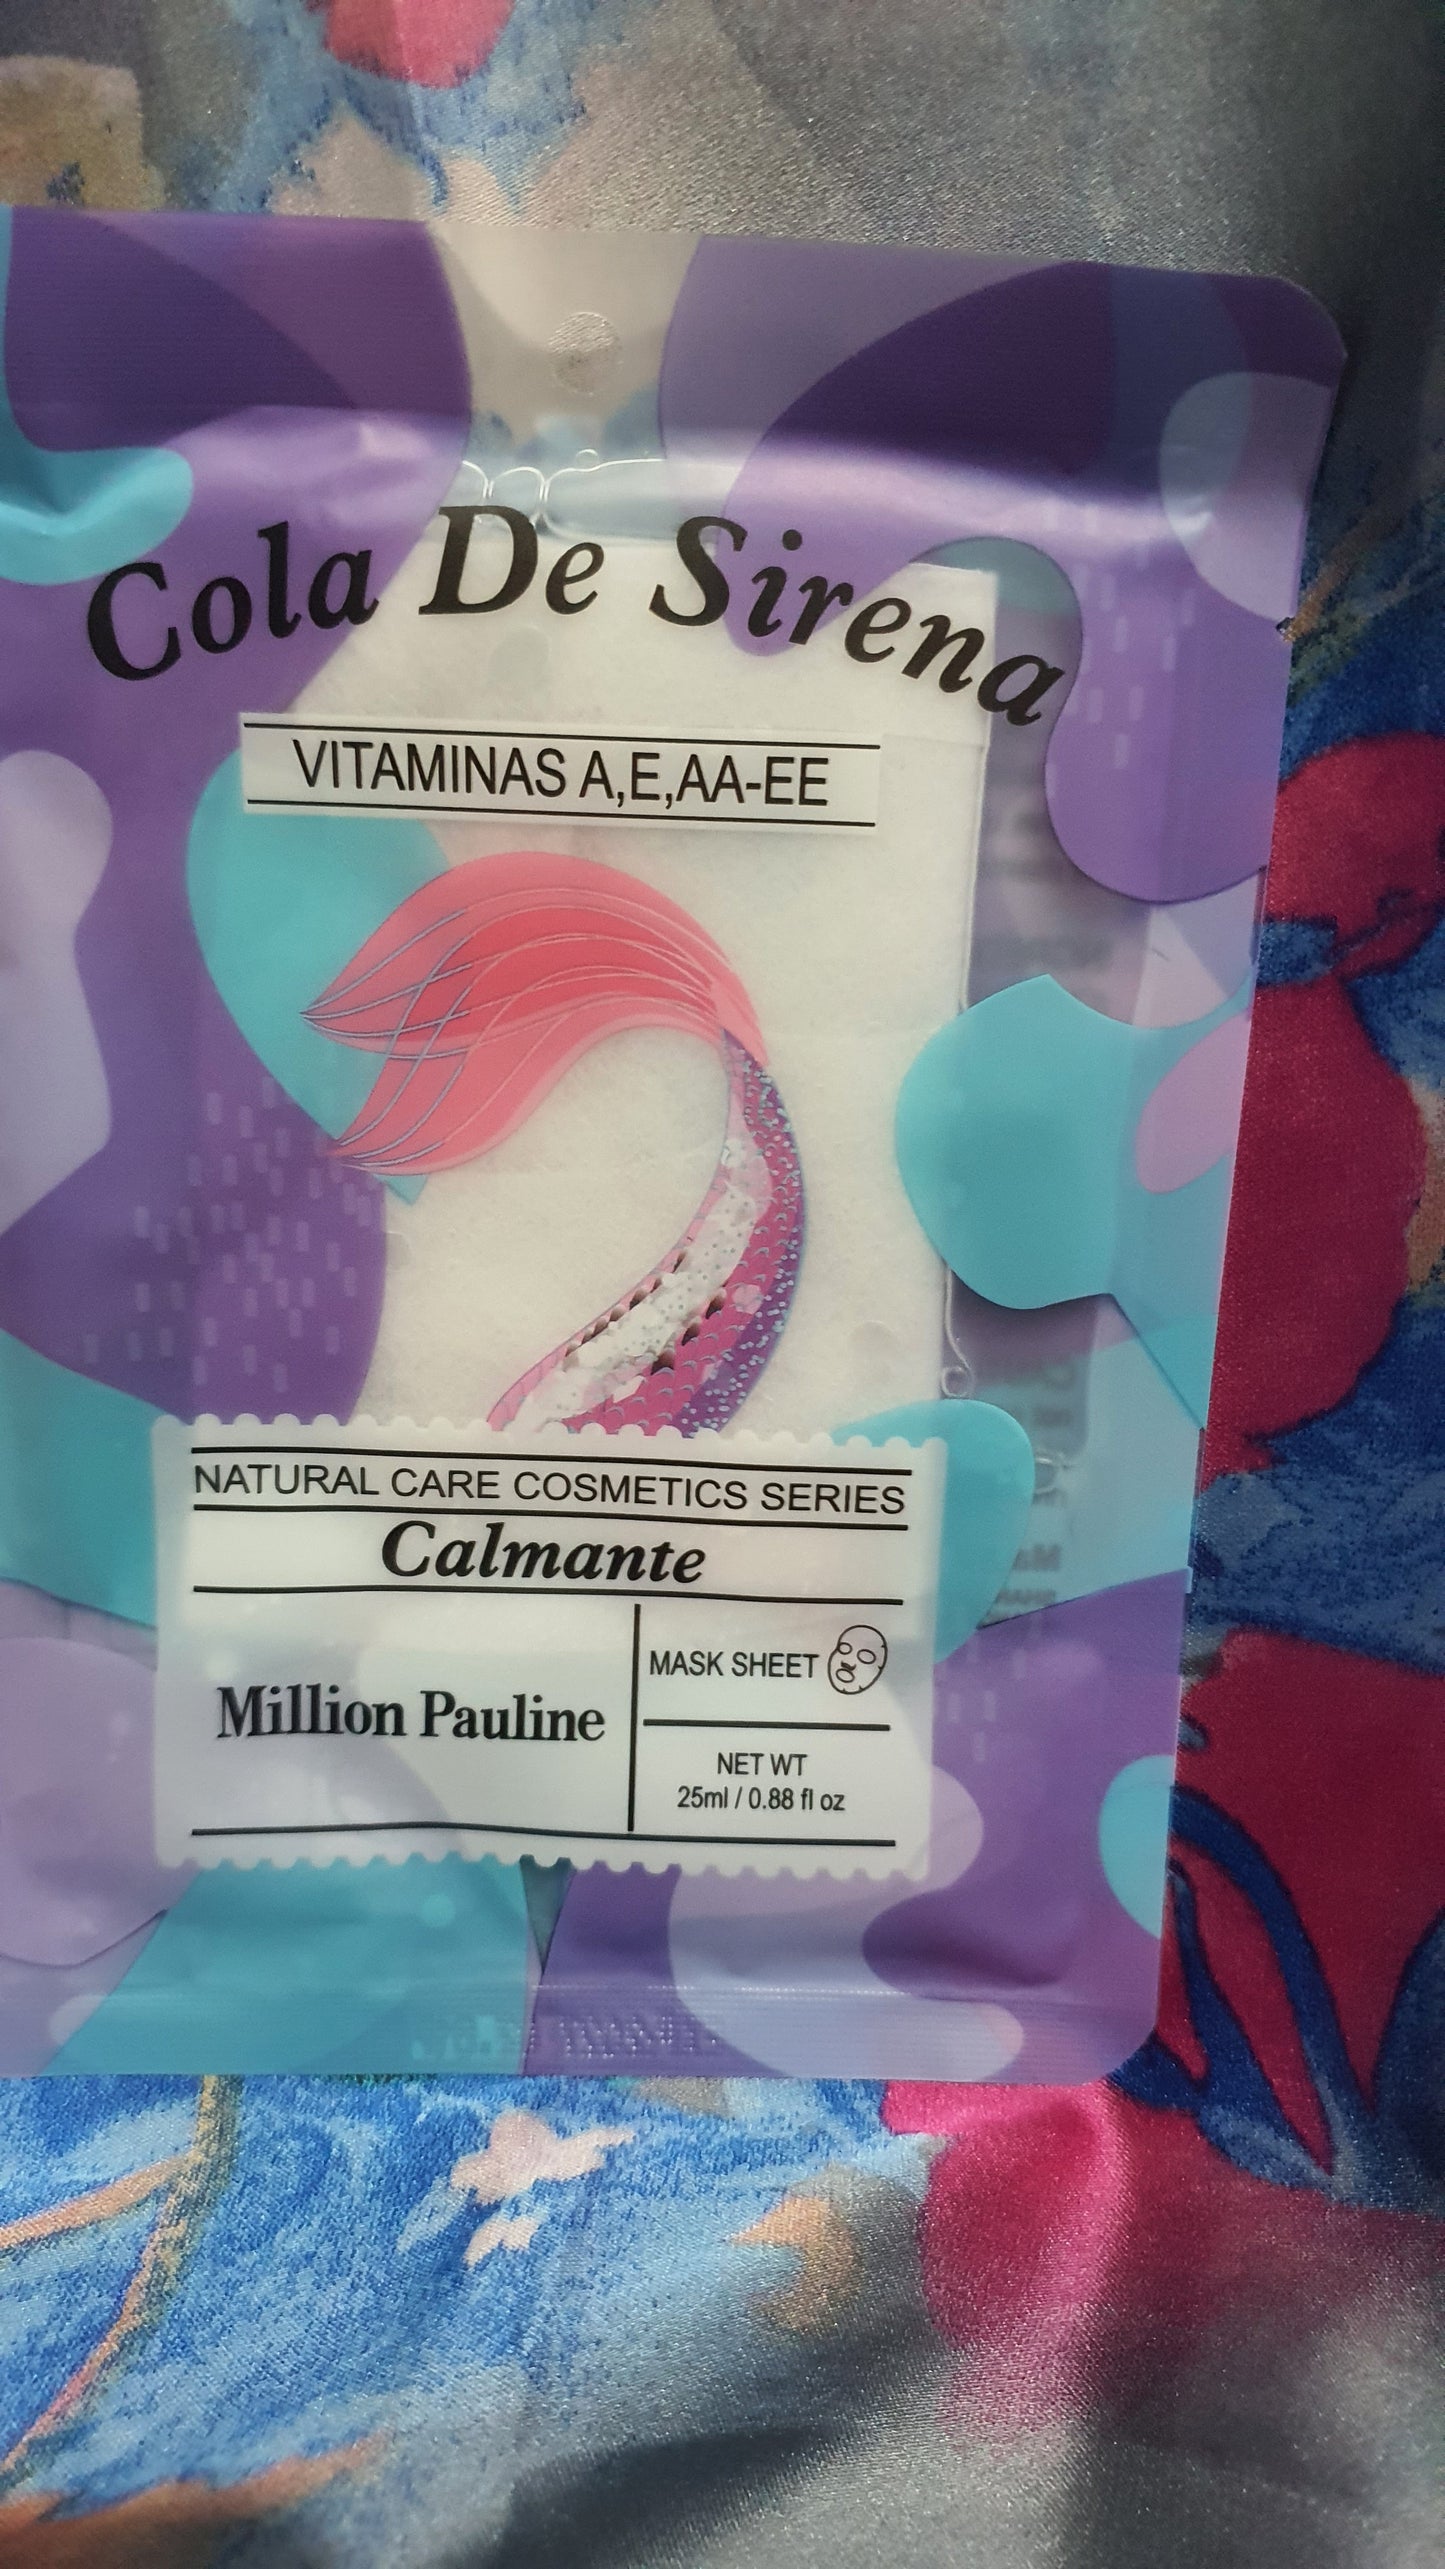 Cola De Sirena
VITAMINAS A,E,AA-EE
NATURAL CARE COSMETICS SERIES
Calmante
Million Pauline
MASK SHEET
NET WT
25ml / 0.88 fl oz